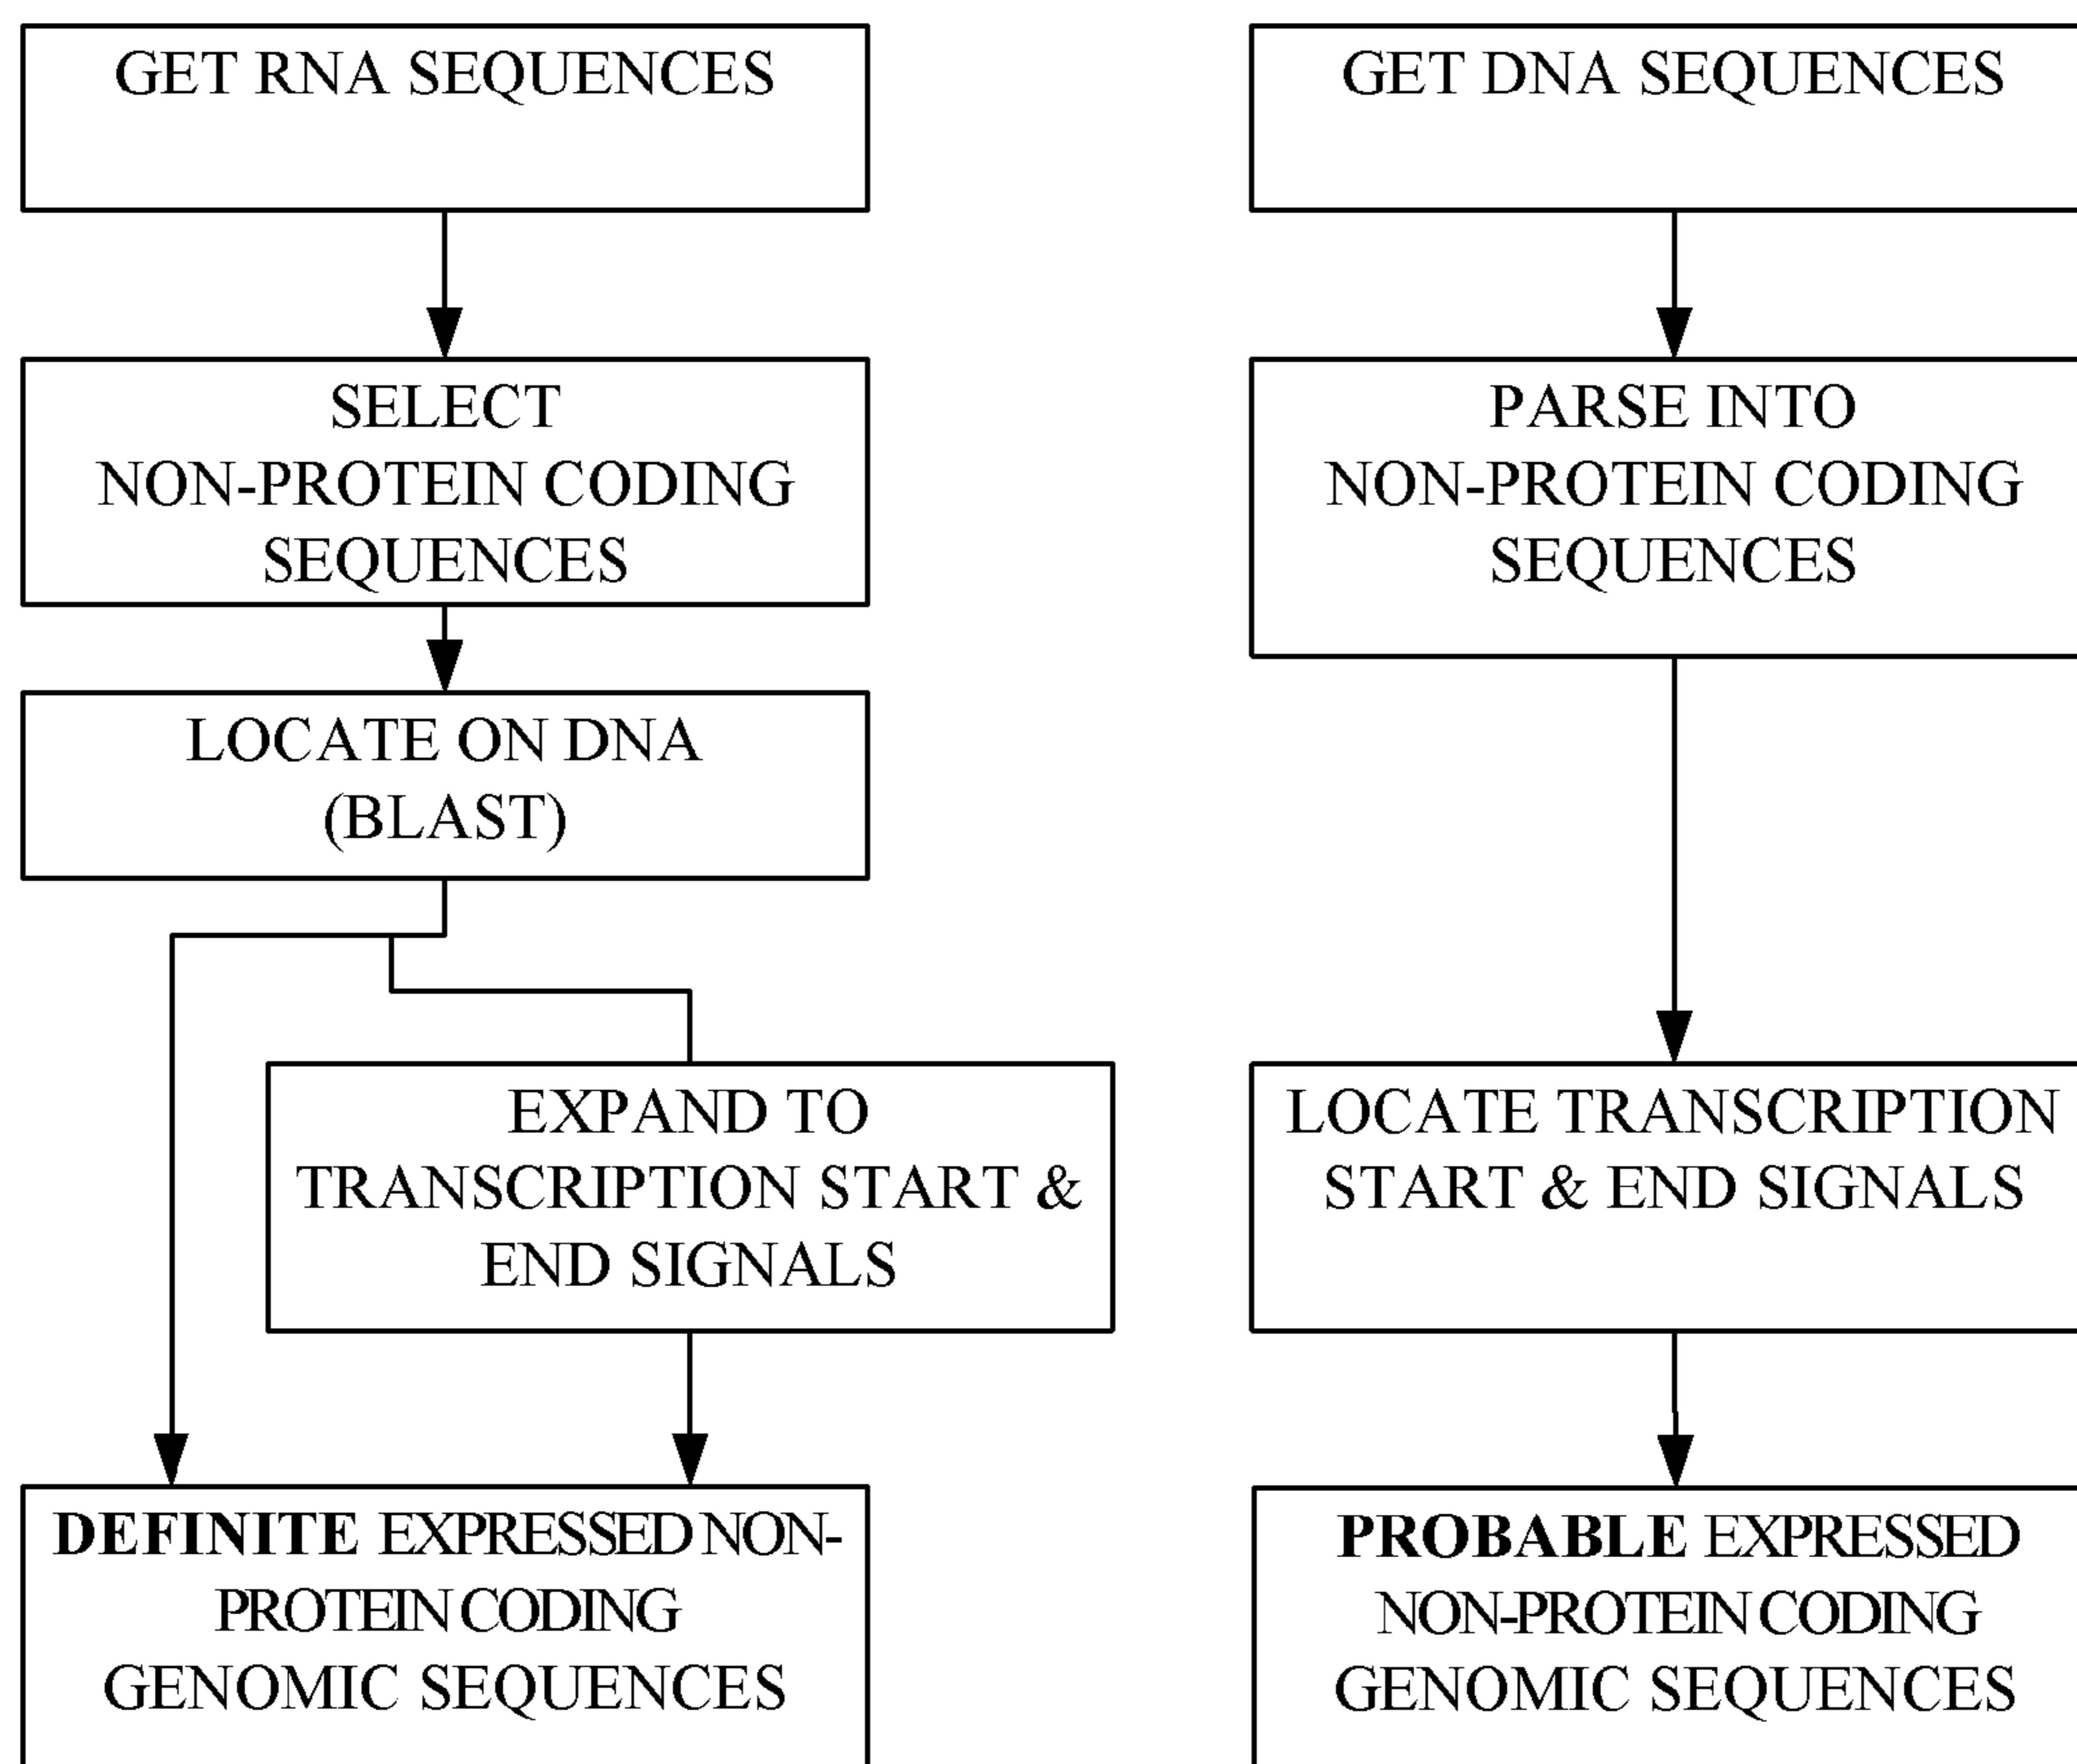 GET RNA SEQUENCES
GET DNA SEQUENCES
SELECT
NON-PROTEIN CODING
SEQUENCES
PARSE INTO
NON-PROTEIN CODING
SEQUENCES
LOCATE ON DNA
(BLAST)
EXPAND TO
TRANSCRIPTION START &
END SIGNALS
LOCATE TRANSCRIPTION
START & END SIGNALS
DEFINITE EXPRESSED NON-
PROTEIN CODING
GENOMIC SEQUENCES
PROBABLE EXPRESSED
NON-PROTEIN CODING
GENOMIC SEQUENCES